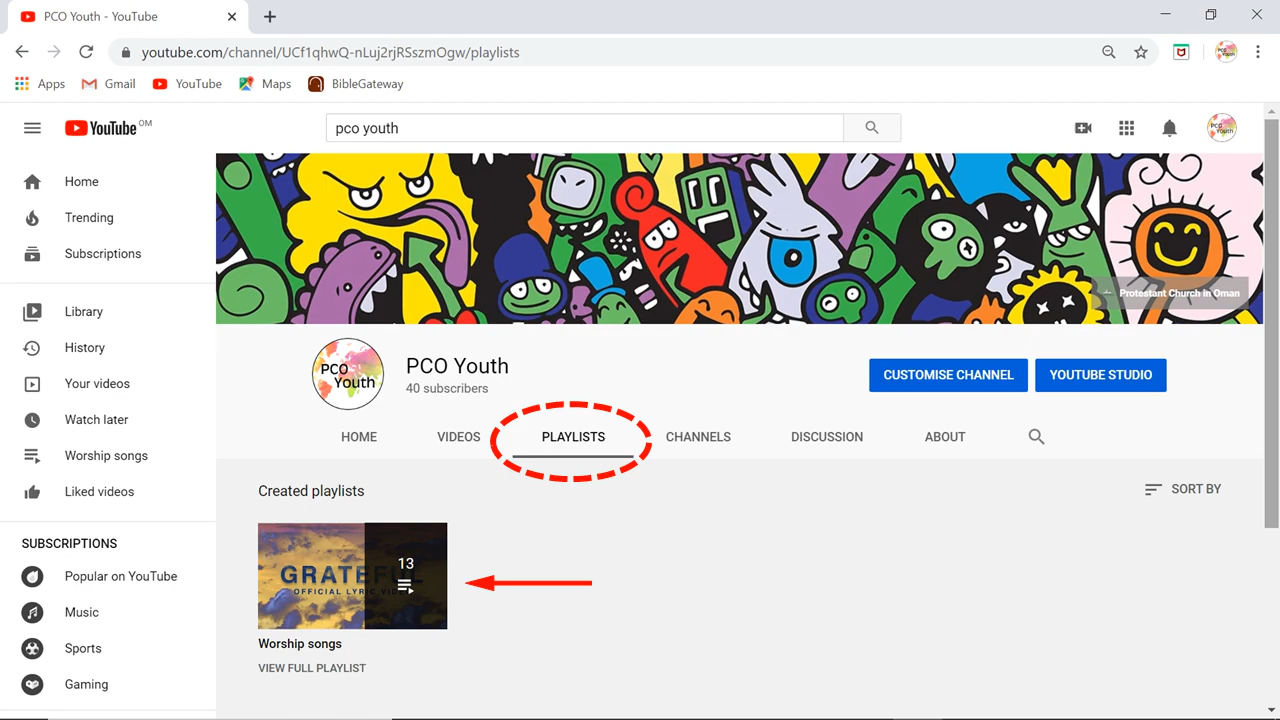 PCO Youth - YouTube
youtube.com/channel/UCf1qhwQ-nLuj2rjRSszmOgw/playlists
Apps Gmail YouTube Maps BibleGateway
YouTube OM
pco youth
Home
Trending
Subscriptions
Library
History
Your videos
Watch later
Worship songs
Liked videos
SUBSCRIPTIONS
Popular on YouTube
Music
Sports
Gaming
Protestant Church in Oman
PCO
Youth
PCO Youth
40 subscribers
CUSTOMISE CHANNEL YOUTUBE STUDIO
HOME VIDEOS PLAYLISTS CHANNELS DISCUSSION ABOUT
Created playlists
SORT BY
13
GRATEFUL
OFFICIAL LYRIC VIDEO
Worship songs
VIEW FULL PLAYLIST